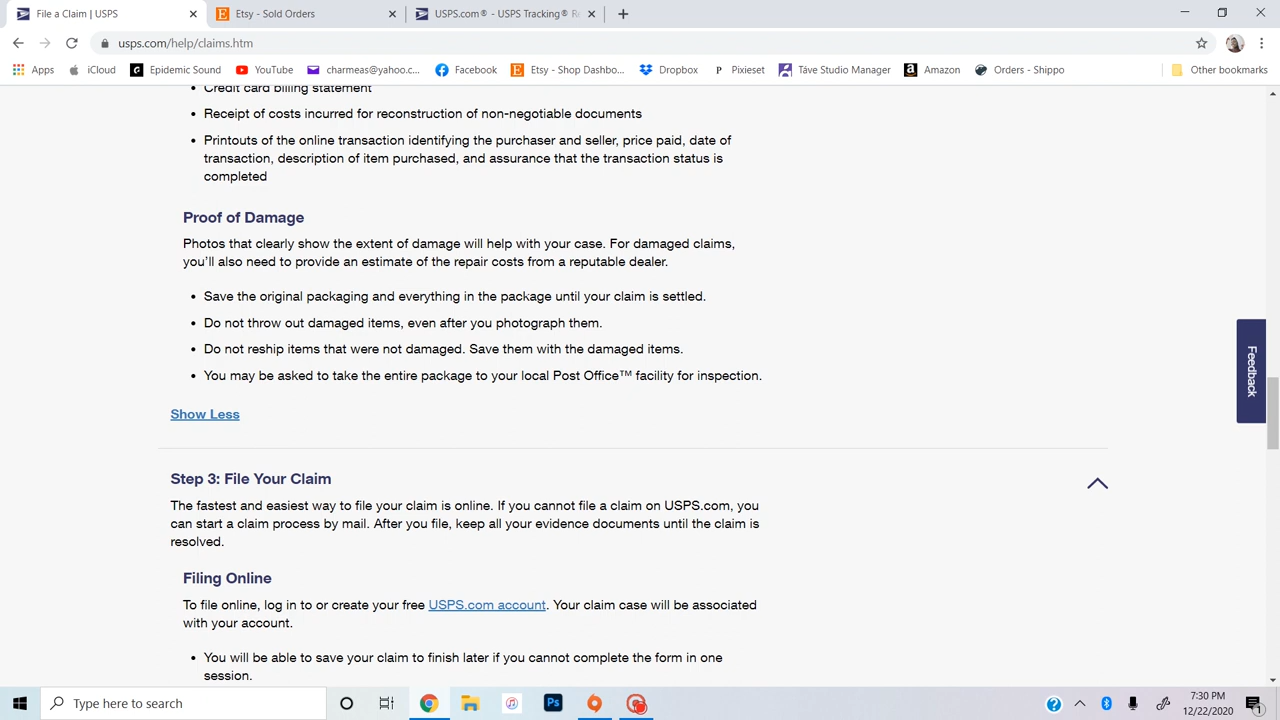 File a Claim | USPS
Etsy - Sold Orders
USPS.com® - USPS Tracking®
usps.com/help/claims.htm
Apps iCloud Epidemic Sound YouTube charmeas@yahoo.c... Facebook Etsy - Shop Dashbo... Dropbox Pixieset Táve Studio Manager Amazon Orders - Shippo Other bookmarks
Credit card billing statement
Receipt of costs incurred for reconstruction of non-negotiable documents
Printouts of the online transaction identifying the purchaser and seller, price paid, date of
transaction, description of item purchased, and assurance that the transaction status is
completed
Proof of Damage
Photos that clearly show the extent of damage will help with your case. For damaged claims,
you'll also need to provide an estimate of the repair costs from a reputable dealer.
Save the original packaging and everything in the package until your claim is settled.
Do not throw out damaged items, even after you photograph them.
Do not reship items that were not damaged. Save them with the damaged items.
You may be asked to take the entire package to your local Post Office™ facility for inspection.
Show Less
Feedback
Step 3: File Your Claim
The fastest and easiest way to file your claim is online. If you cannot file a claim on USPS.com, you
can start a claim process by mail. After you file, keep all your evidence documents until the claim is
resolved.
Filing Online
To file online, log in to or create your free USPS.com account. Your claim case will be associated
with your account.
You will be able to save your claim to finish later if you cannot complete the form in one
session.
Type here to search
Ps
7:30 PM
12/22/2020
1